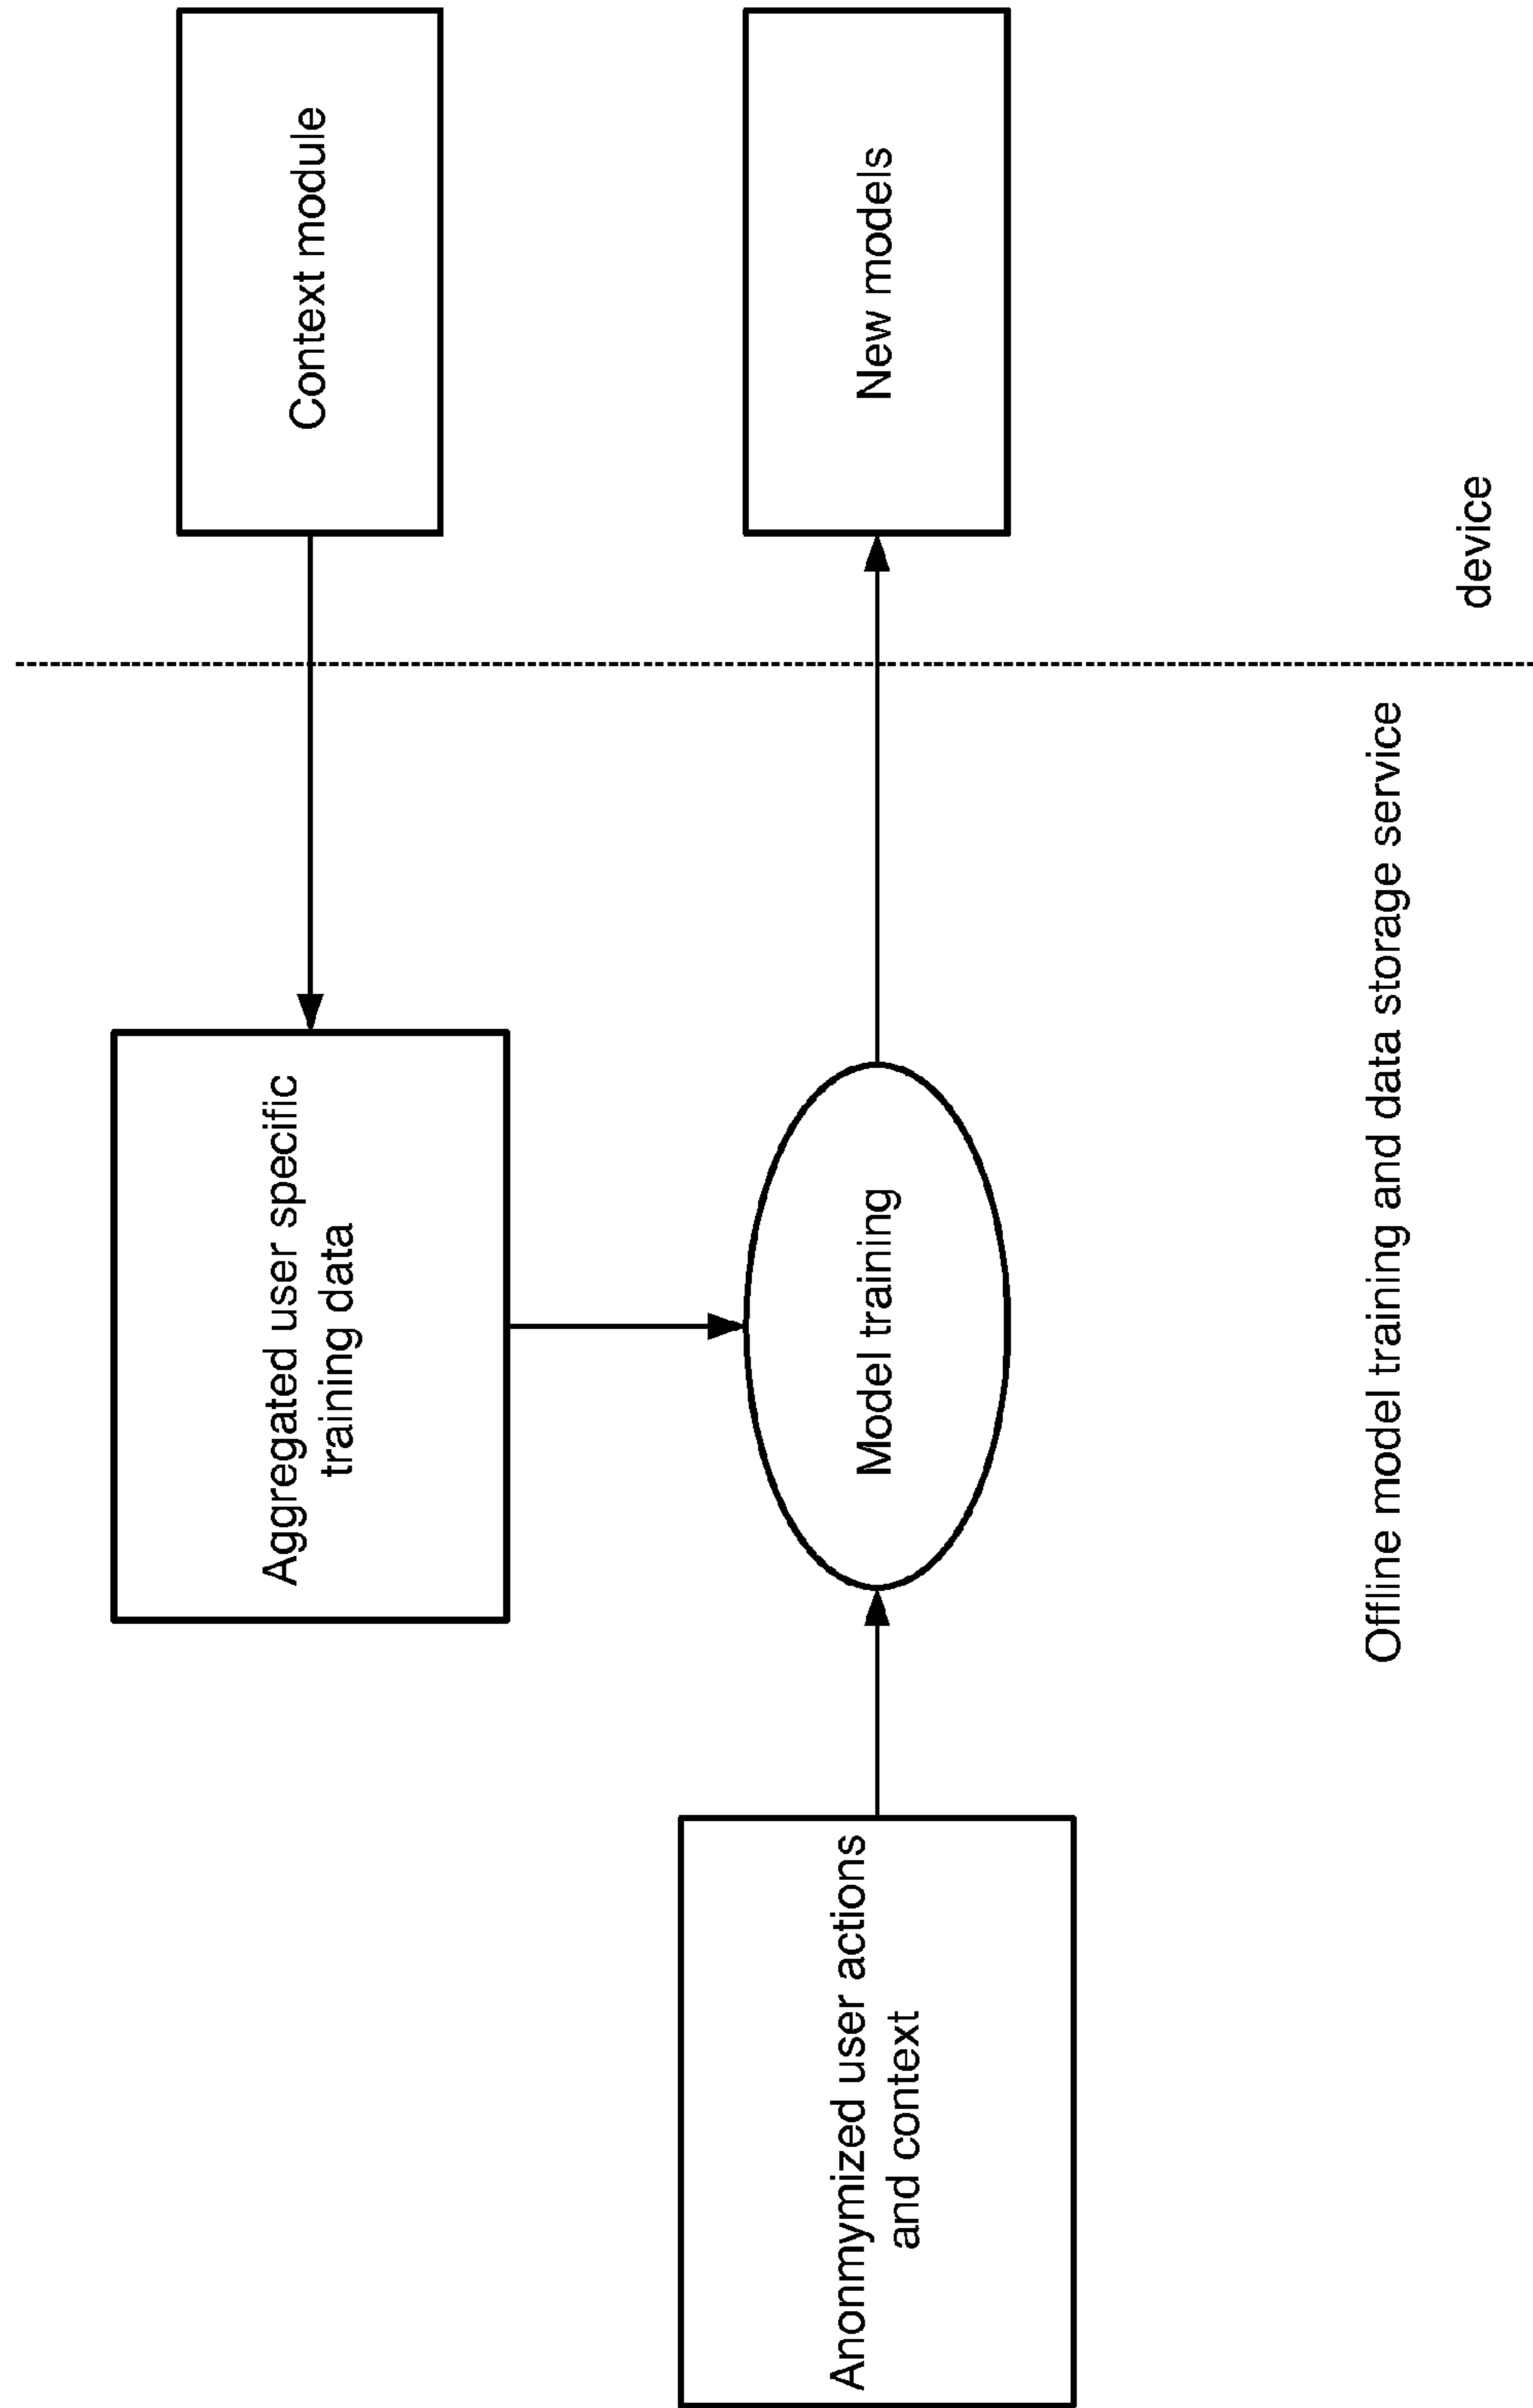 Context module
Aggregated user specific
training data
New models
Model training
Anonmymized user actions
and context
Offline model training and data storage service
device